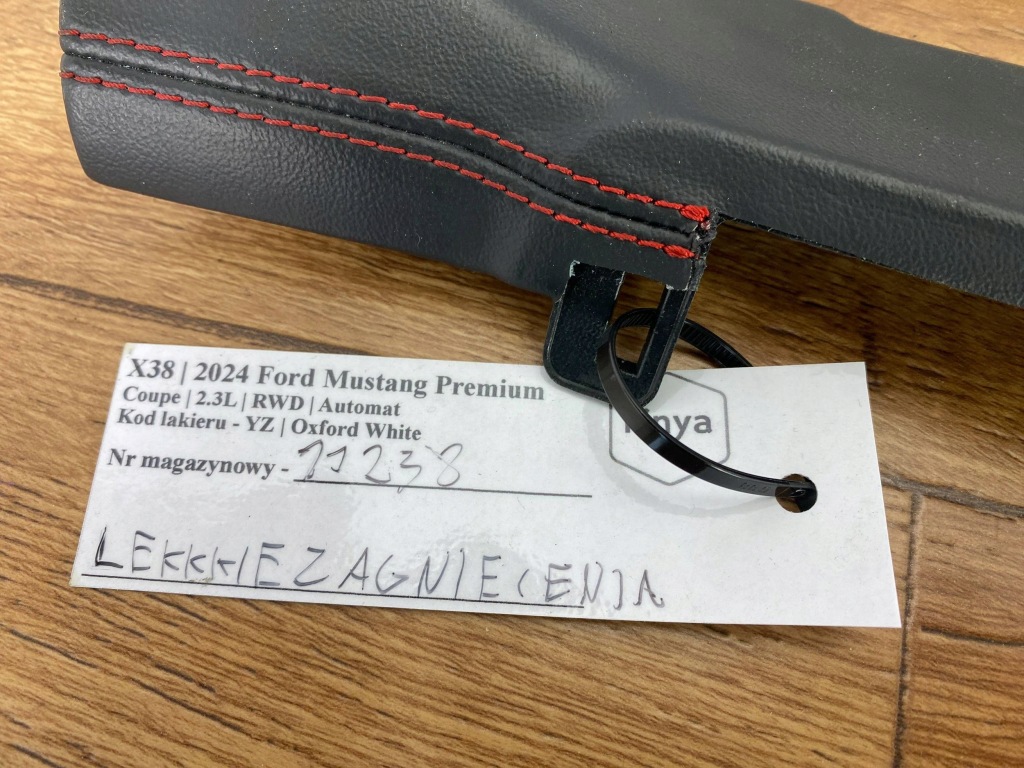 X38 | 2024 Ford Mustang Premium
Coupe | 2.3L | RWD | Automat
Kod lakieru - YZ | Oxford White
Nr magazynowy - 11238
LEKKKIE ZAGNIECENIA